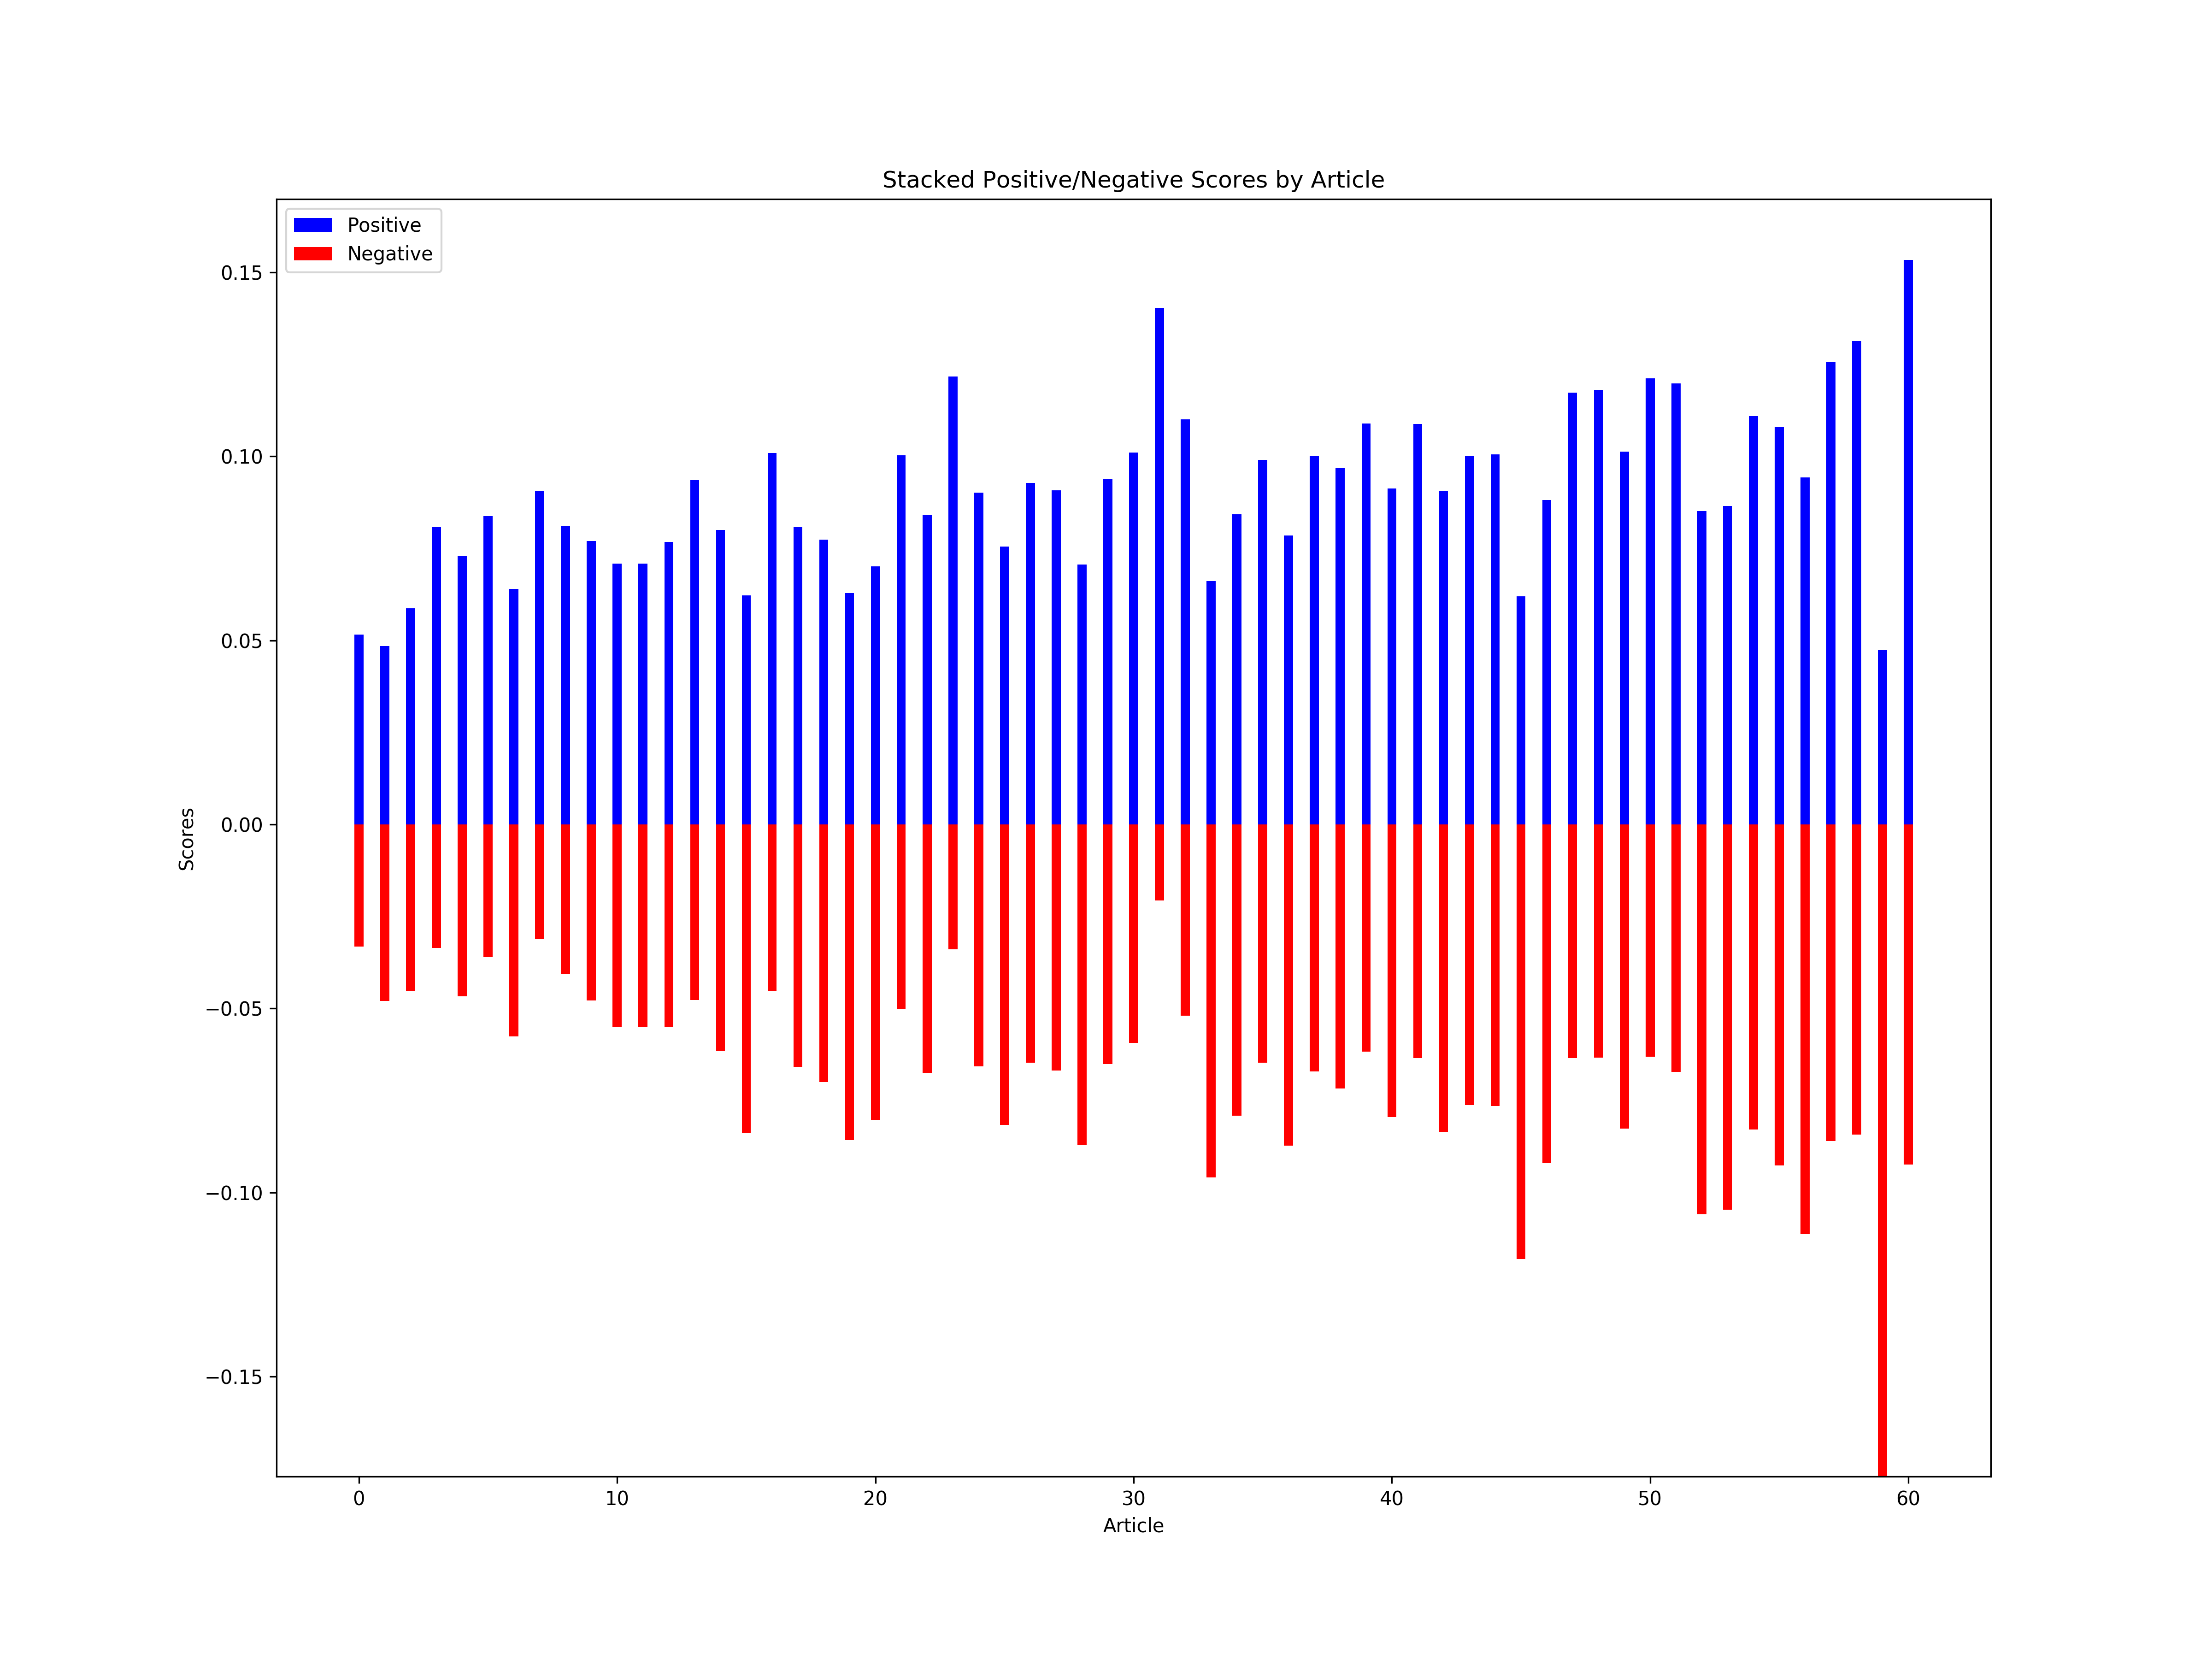 Stacked Positive/Negative Scores by Article
Positive
Negative
0.15
0.10
0.05
0.00
−0.05
−0.10
−0.15
Scores
0 10 20 30 40 50 60
Article